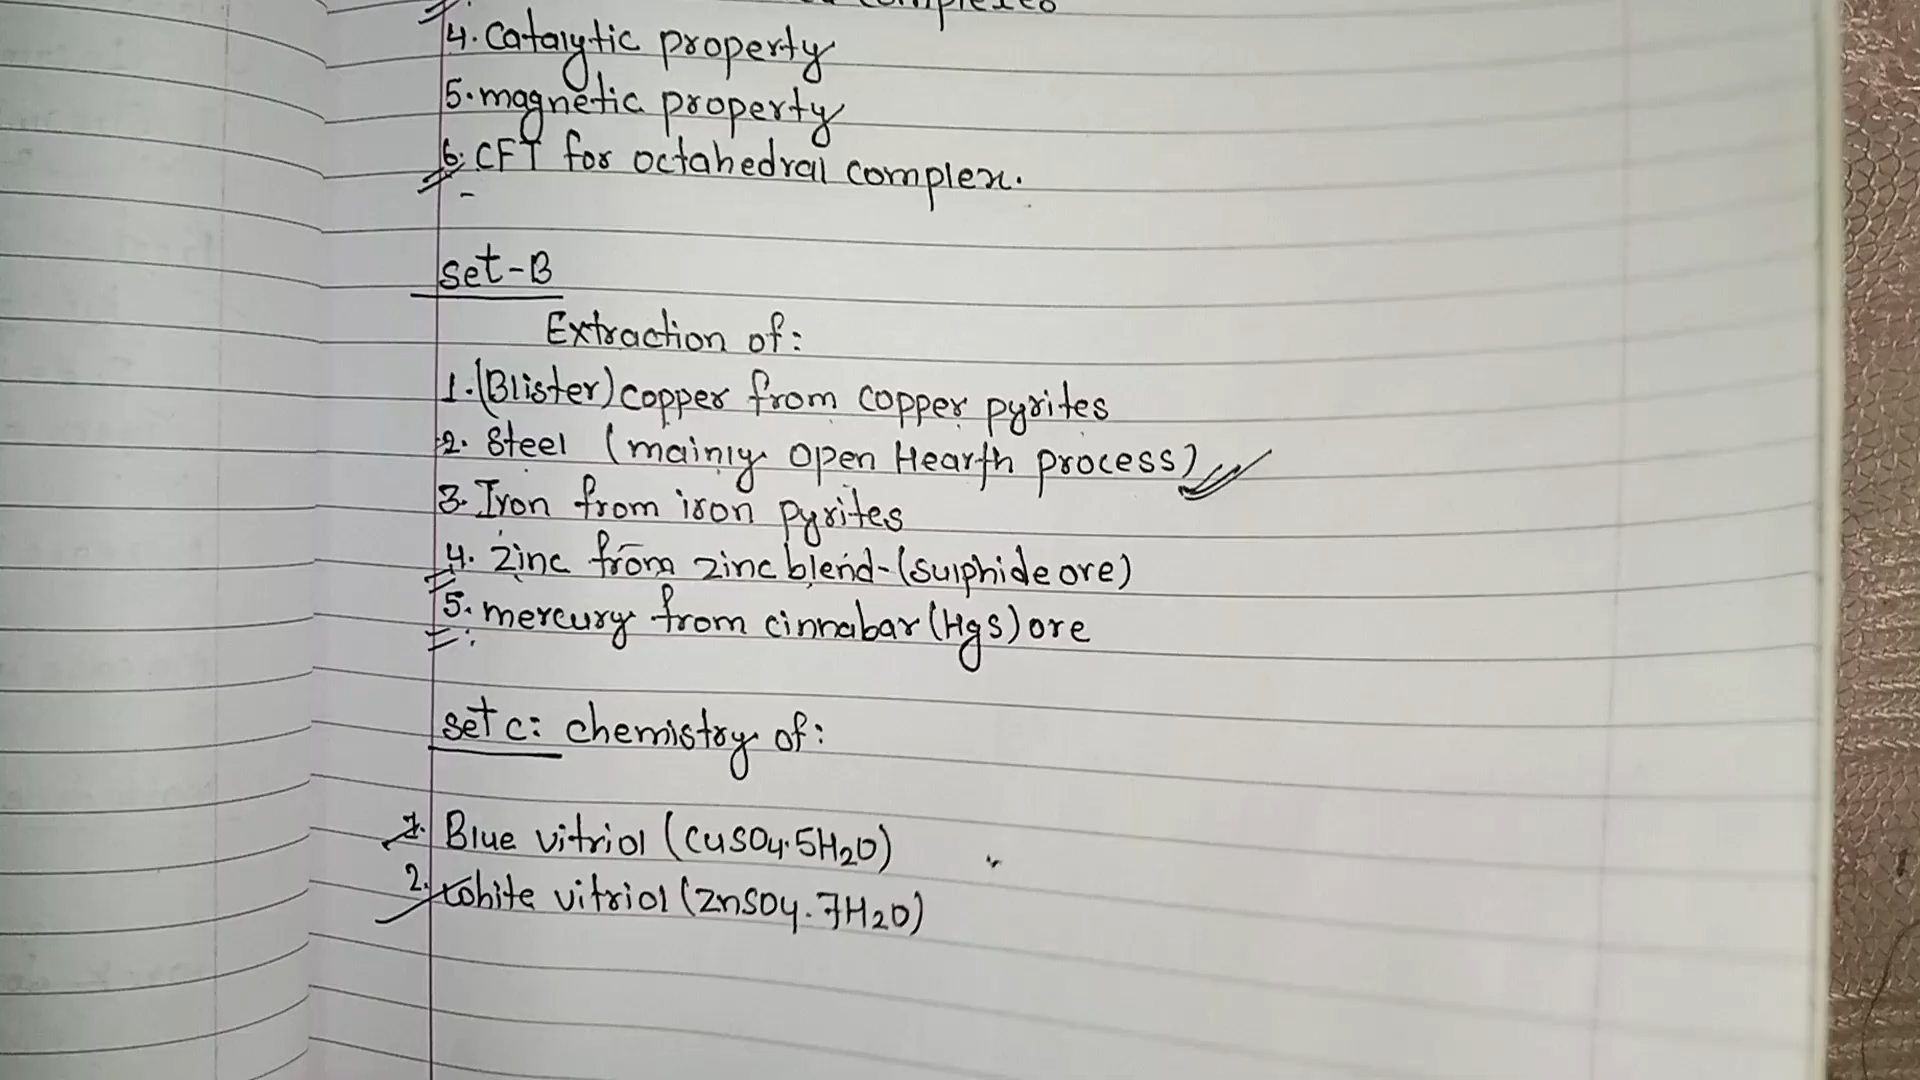 complexes
4. Catalytic property
5. magnetic property
6. CFT for octahedral complex.
set-B
Extraction of:
1. (Blister) copper from copper pyrites
2. Steel (mainly Open Hearth process)
3. Iron from iron pyrites
4. Zinc from zinc blend-(sulphide ore)
5. mercury from cinnabar (HgS) ore
set c: chemistry of:
1. Blue vitriol (CuSO4.5H2O)
2. White vitriol (ZnSO4.7H2O)